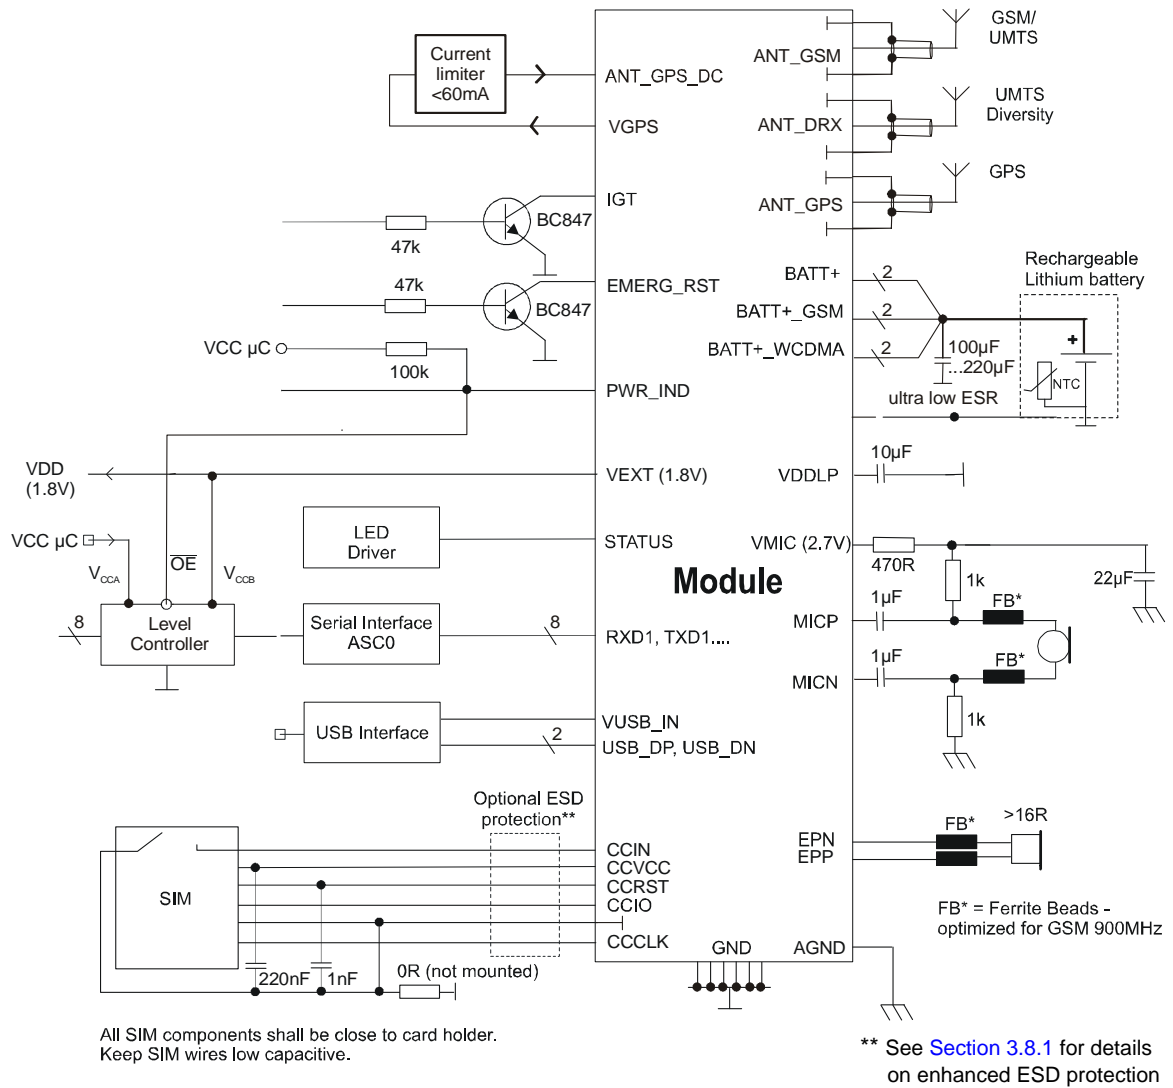 GSM/
UMTS
Current
limiter
<60mA
ANT_GSM
ANT_GPS_DC
UMTS
Diversity
VGPS
ANT_DRX
GPS
IGT
ANT_GPS
BC847
47k
Rechargeable
Lithium battery
BATT+
2
47k
EMERG_RST
BC847
BATT+_GSM
2
+
VCC µC
BATT+_WCDMA
2
100µF
...220µF
100k
NTC
PWR_IND
ultra low ESR
10µF
VDD
(1.8V)
VEXT (1.8V)
VDDLP
LED
Driver
VCC µC
OE
STATUS
VMIC (2.7V)
470R
VCCA
VCCB
Module
1k
22µF
1µF
FB*
8
Level
Controller
Serial Interface
ASC0
8
RXD1, TXD1....
MICP
1µF
FB*
MICN
1k
USB Interface
VUSB_IN
2
USB_DP, USB_DN
Optional ESD
protection**
>16R
FB*
EPN
EPP
CCIN
CCVCC
CCRST
SIM
CCIO
CCCLK
FB* = Ferrite Beads -
optimized for GSM 900MHz
GND
AGND
220nF
1nF
0R (not mounted)
All SIM components shall be close to card holder.
Keep SIM wires low capacitive.
** See Section 3.8.1 for details
on enhanced ESD protection